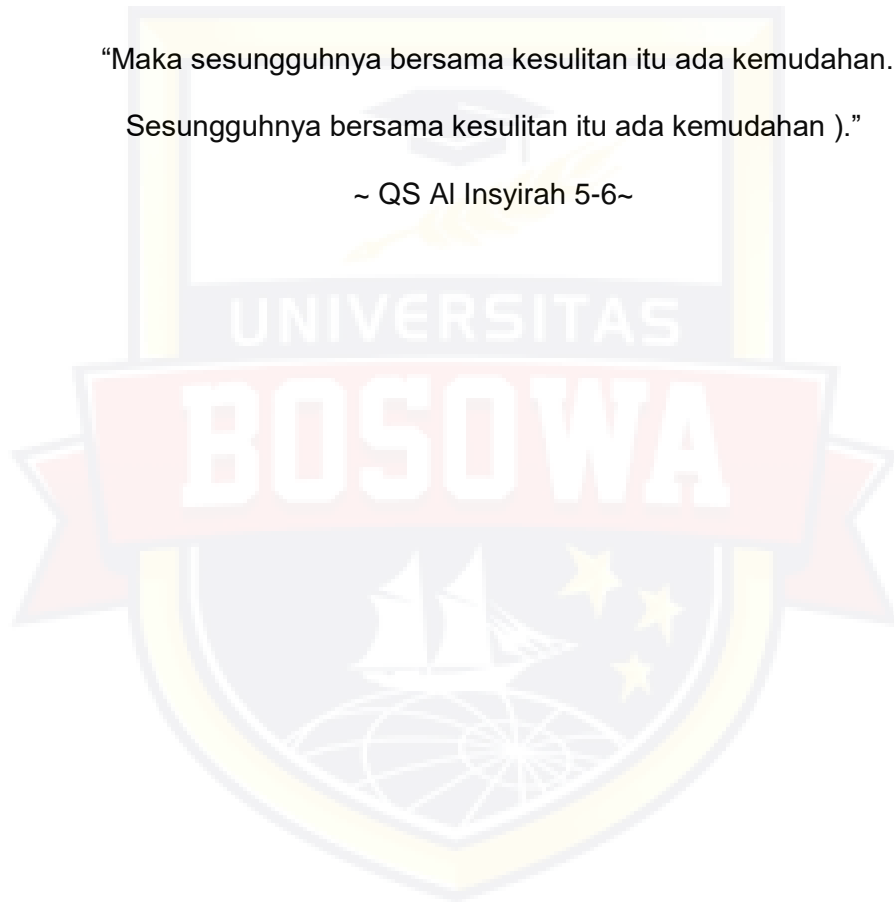 “Maka sesungguhnya bersama kesulitan itu ada kemudahan.
Sesungguhnya bersama kesulitan itu ada kemudahan ).”
~ QS Al Insyirah 5-6~
UNIVERSITAS
BOSOWA